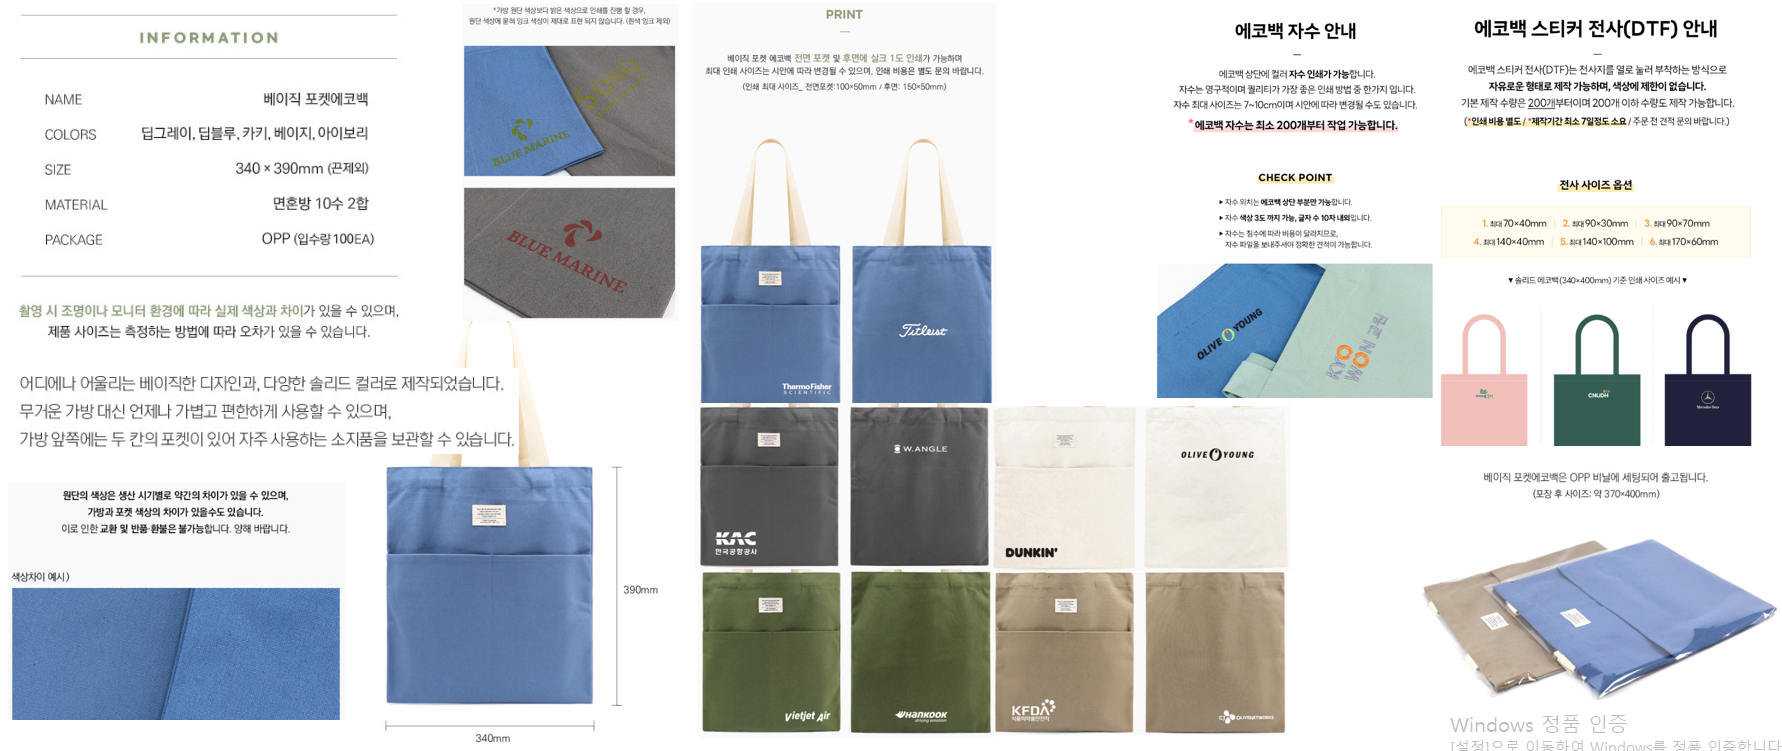 INFORMATION
NAME 베이직 포켓에코백
COLORS 딥그레이, 딥블루, 카키, 베이지, 아이보리
SIZE 340 × 390mm (끈제외)
MATERIAL 면혼방 10수 2합
PACKAGE OPP (입수량 100EA)
촬영 시 조명이나 모니터 환경에 따라 실제 색상과 차이가 있을 수 있으며,
제품 사이즈는 측정하는 방법에 따라 오차가 있을 수 있습니다.
어디에나 어울리는 베이직한 디자인과, 다양한 솔리드 컬러로 제작되었습니다.
무거운 가방 대신 언제나 가볍고 편한하게 사용할 수 있으며,
가방 앞쪽에는 두 칸의 포켓이 있어 자주 사용하는 소지품을 보관할 수 있습니다.
원단의 색상은 생산 시기별로 약간의 차이가 있을 수 있으며,
가방과 포켓 색상의 차이가 있을수도 있습니다.
이로 인한 교환 및 반품·환불은 불가능합니다. 양해 바랍니다.
색상차이 예시)
390mm
340mm
*가방 원단 색상보다 밝은 색상으로 인쇄를 진행 할 경우,
원단 색상에 묻혀 잉크 색상이 제대로 표현 되지 않습니다. (흰색 잉크 제외)
BLUE MARINE
BLUE MARINE
PRINT
베이직 포켓 에코백 전면 포켓 및 후면에 실크 1도 인쇄가 가능하며
최대 인쇄 사이즈는 시안에 따라 변경될 수 있으며, 인쇄 비용은 별도 문의 바랍니다.
(인쇄 최대 사이즈_ 전면포켓:100×50mm / 후면: 150×50mm)
Titleist
ThermoFisher
SCIENTIFIC
W.ANGLE
OLIVE YOUNG
KAC
한국공항공사
DUNKIN'
Vietjet Air
HANKOOK
driving emotion
KFDA
식품의약품안전처
CJ OLIVENETWORKS
에코백 자수 안내
에코백 상단에 컬러 자수 인쇄가 가능합니다.
자수는 영구적이며 퀄리티가 가장 좋은 인쇄 방법 중 한가지 입니다.
자수 최대 사이즈는 7~10cm이며 시안에 따라 변경될 수도 있습니다.
*에코백 자수는 최소 200개부터 작업 가능합니다.
CHECK POINT
▶ 자수 위치는 에코백 상단 부분만 가능합니다.
▶ 자수 색상 3도 까지 가능, 글자 수 10자 내외입니다.
▶ 자수는 침수에 따라 비용이 달라지므로,
자수 파일을 보내주셔야 정확한 견적이 가능합니다.
OLIVE YOUNG
KYOWON 교원
에코백 스티커 전사(DTF) 안내
에코백 스티커 전사(DTF)는 전사지를 열로 눌러 부착하는 방식으로
자유로운 형태로 제작 가능하며, 색상에 제한이 없습니다.
기본 제작 수량은 200개부터이며 200개 이하 수량도 제작 가능합니다.
(*인쇄 비용 별도 / *제작기간 최소 7일정도 소요 / 주문 전 견적 문의 바랍니다.)
전사 사이즈 옵션
1. 최대 70×40mm | 2. 최대 90×30mm | 3. 최대 90×70mm
4. 최대 140×40mm | 5. 최대 140×100mm | 6. 최대 170×60mm
▼ 솔리드 에코백(340×400mm) 기준 인쇄 사이즈 예시 ▼
CNUDH
Mercedes-Benz
베이직 포켓에코백은 OPP 비닐에 세팅되어 출고됩니다.
(포장 후 사이즈: 약 370×400mm)
Windows 정품 인증
[설정]으로 이동하여 Windows를 정품 인증합니다